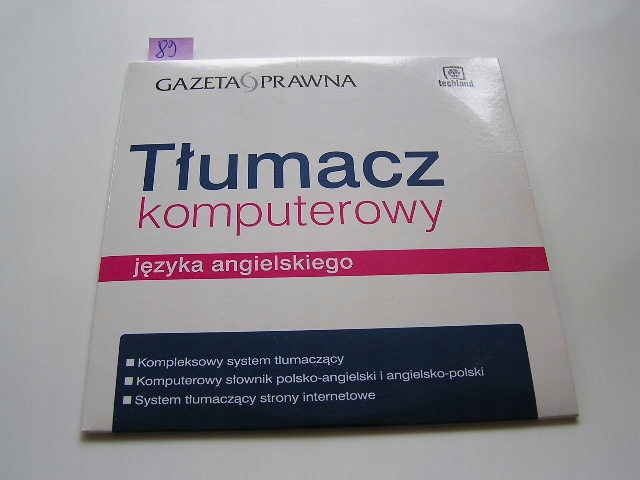 89
GAZETA PRAWNA
techland
Tłumacz
komputerowy
języka angielskiego
Kompleksowy system tłumaczący
Komputerowy słownik polsko-angielski i angielsko-polski
System tłumaczący strony internetowe